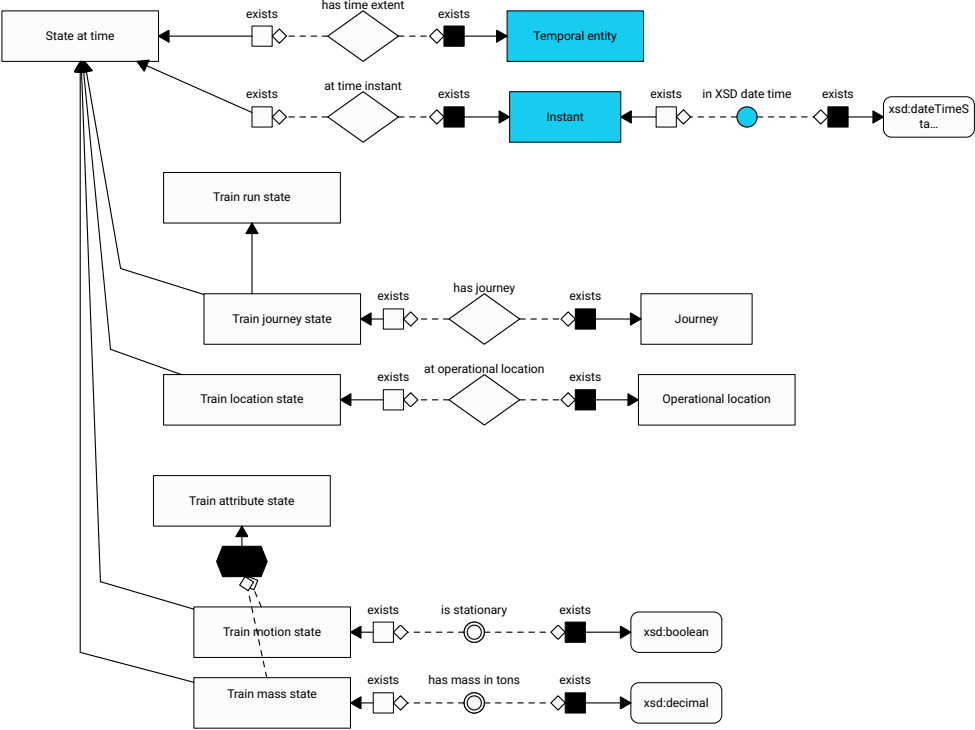 has time extent
exists
exists
State at time
Temporal entity
at time instant
exists
exists
exists
in XSD date time
exists
Instant
xsd:dateTimeS
ta...
Train run state
has journey
exists
exists
Train journey state
Journey
at operational location
exists
exists
Train location state
Operational location
Train attribute state
exists
is stationary
exists
Train motion state
xsd:boolean
exists
has mass in tons
exists
Train mass state
xsd:decimal